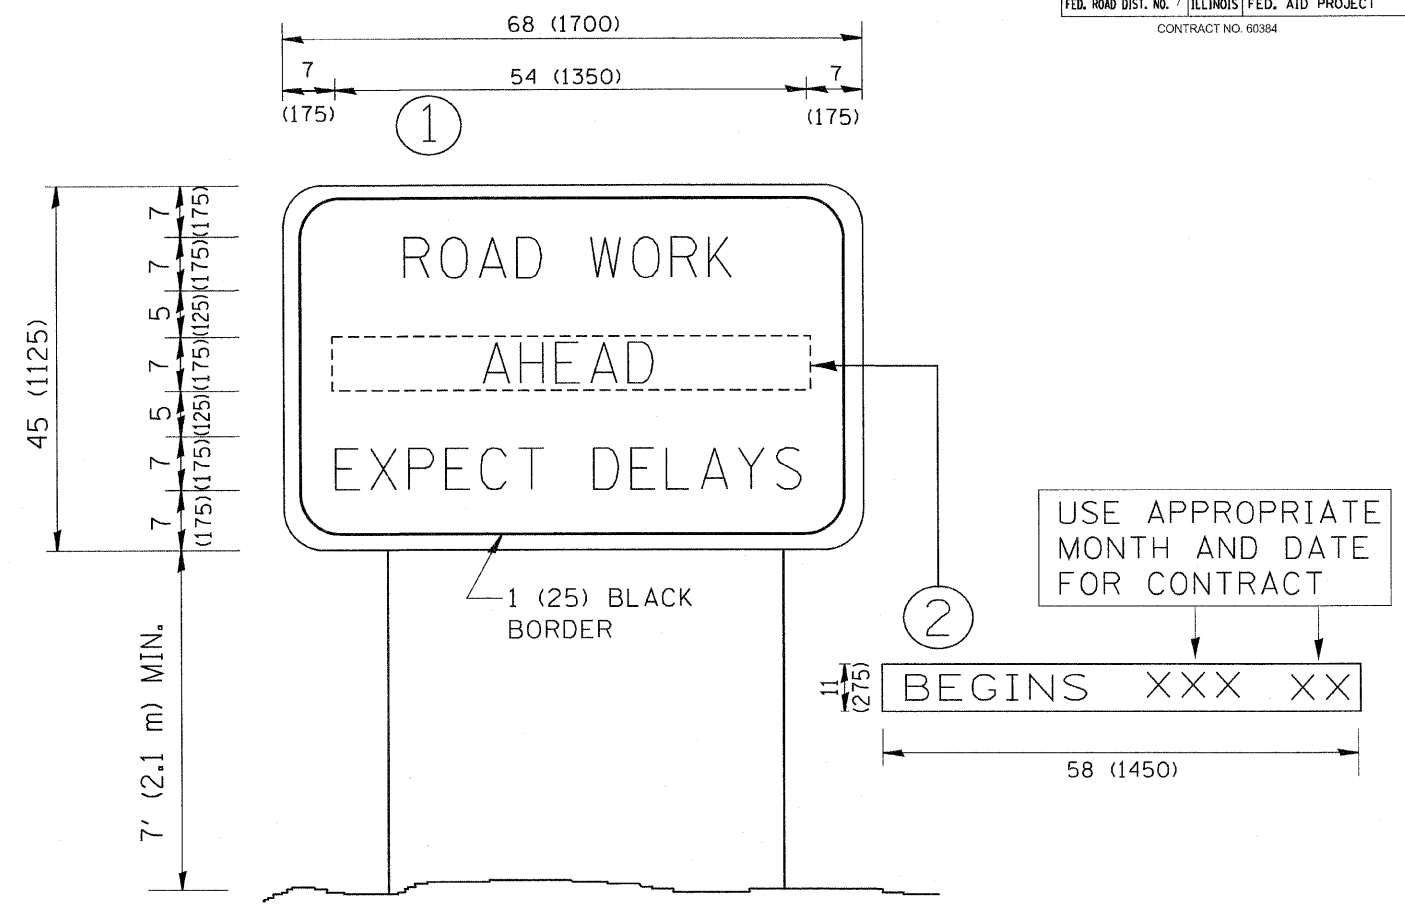 FED. ROAD DIST. NO. 7 ILLINOIS FED. AID PROJECT
CONTRACT NO. 60384
68 (1700)
7 54 (1350) 7
(175) (175)
1
7 (175)
7 (175)
5 (125)
7 (175)
5 (125)
7 (175)
7 (175)
45 (1125)
7' (2.1 m) MIN.
ROAD WORK
AHEAD
EXPECT DELAYS
1 (25) BLACK
BORDER
2
USE APPROPRIATE
MONTH AND DATE
FOR CONTRACT
11
(275)
BEGINS XXX XX
58 (1450)